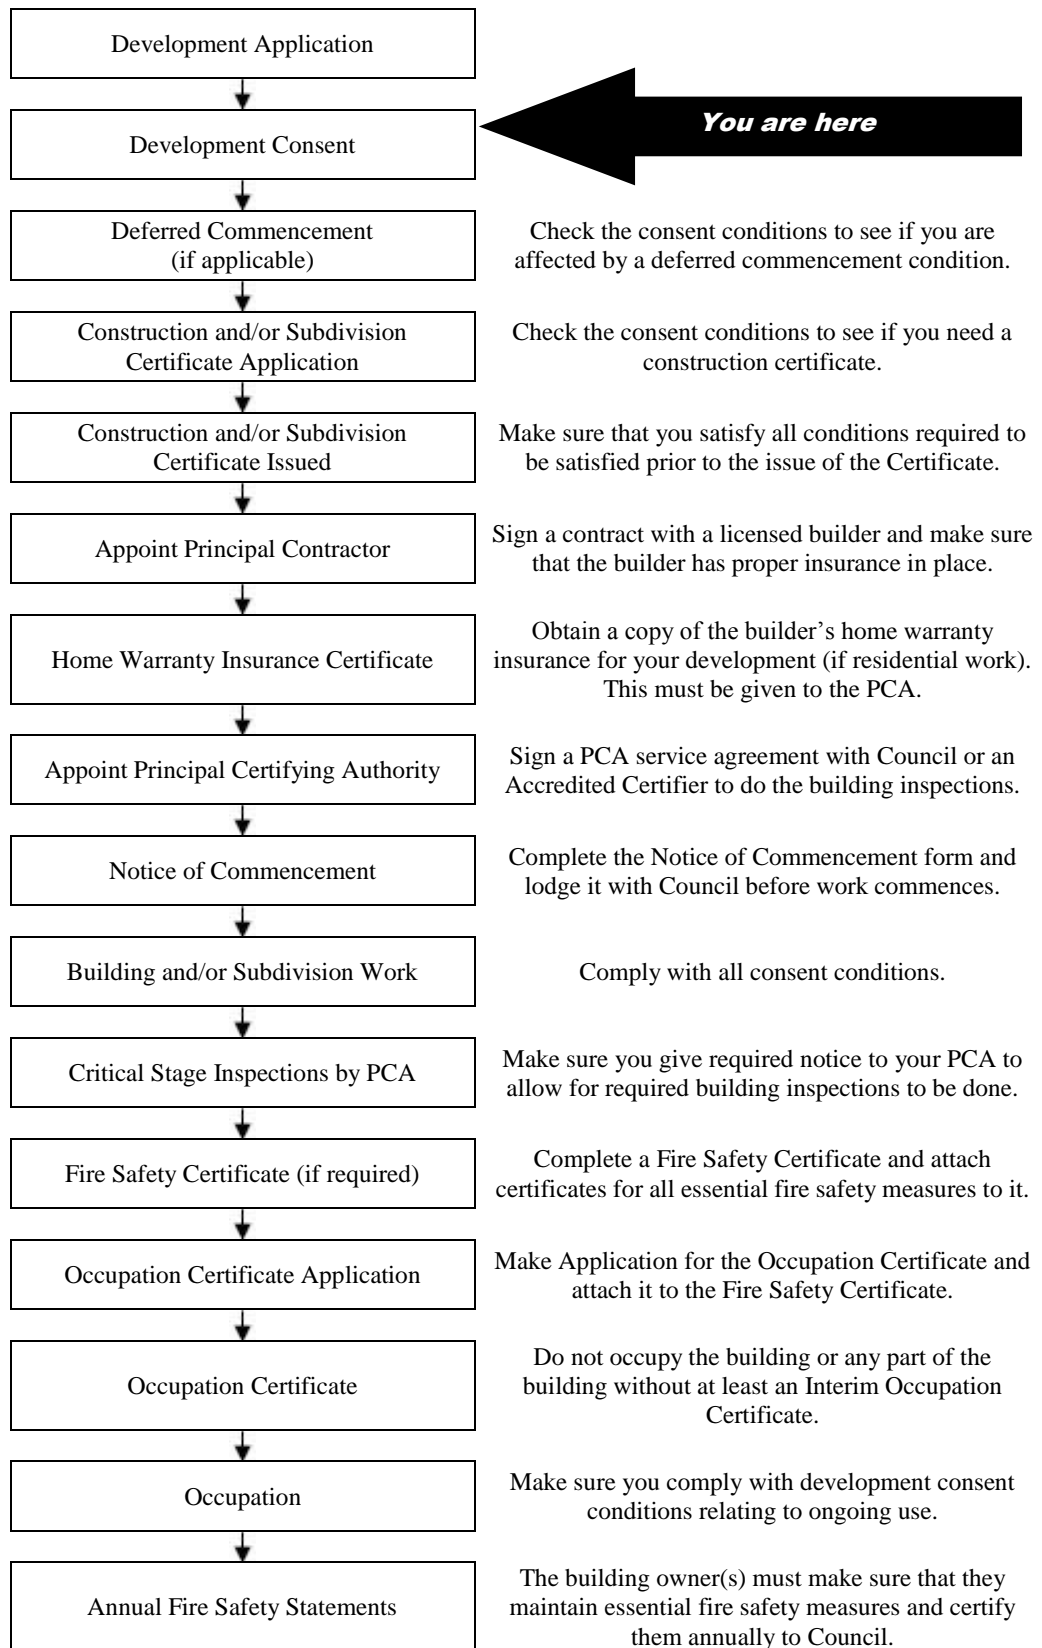 Development Application
You are here
Development Consent
Deferred Commencement
(if applicable)
Check the consent conditions to see if you are
affected by a deferred commencement condition.
Construction and/or Subdivision
Certificate Application
Check the consent conditions to see if you need a
construction certificate.
Construction and/or Subdivision
Certificate Issued
Make sure that you satisfy all conditions required to
be satisfied prior to the issue of the Certificate.
Appoint Principal Contractor
Sign a contract with a licensed builder and make sure
that the builder has proper insurance in place.
Home Warranty Insurance Certificate
Obtain a copy of the builder’s home warranty
insurance for your development (if residential work).
This must be given to the PCA.
Appoint Principal Certifying Authority
Sign a PCA service agreement with Council or an
Accredited Certifier to do the building inspections.
Notice of Commencement
Complete the Notice of Commencement form and
lodge it with Council before work commences.
Building and/or Subdivision Work
Comply with all consent conditions.
Critical Stage Inspections by PCA
Make sure you give required notice to your PCA to
allow for required building inspections to be done.
Fire Safety Certificate (if required)
Complete a Fire Safety Certificate and attach
certificates for all essential fire safety measures to it.
Occupation Certificate Application
Make Application for the Occupation Certificate and
attach it to the Fire Safety Certificate.
Occupation Certificate
Do not occupy the building or any part of the
building without at least an Interim Occupation
Certificate.
Occupation
Make sure you comply with development consent
conditions relating to ongoing use.
Annual Fire Safety Statements
The building owner(s) must make sure that they
maintain essential fire safety measures and certify
them annually to Council.